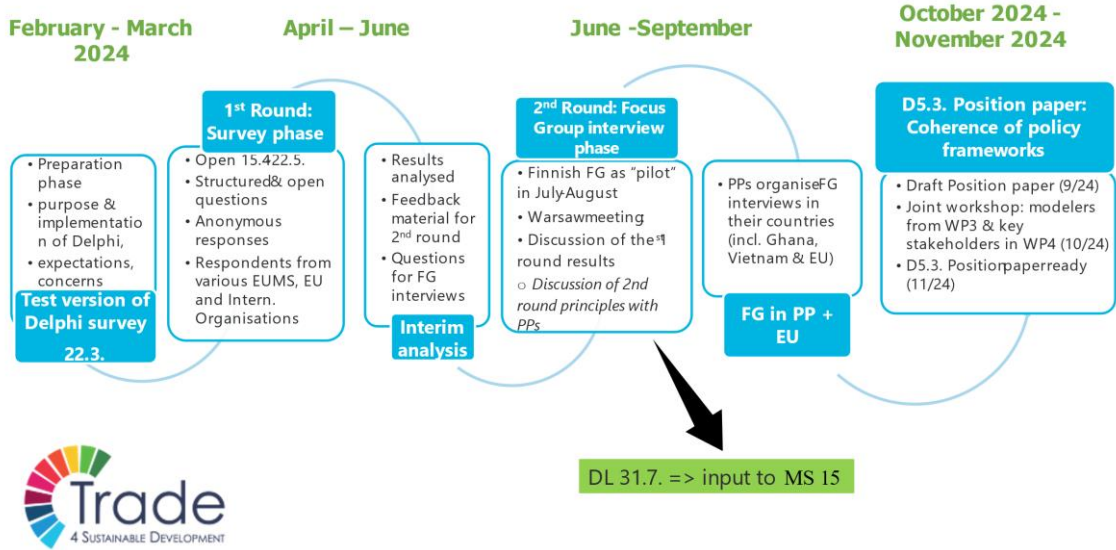 February - March
2024
April – June
June -September
October 2024 -
November 2024
• Preparation
phase
• purpose &
implementatio
n of Delphi,
• expectations,
concerns
Test version of
Delphi survey
22.3.
1st Round:
Survey phase
• Open 15.4.-22.5.
• Structured& open
questions
• Anonymous
responses
• Respondents from
various EUMS, EU
and Intern.
Organisations
• Results
analysed
• Feedback
material for
2nd round
• Questions
for FG
interviews
Interim
analysis
2nd Round: Focus
Group interview
phase
• Finnish FG as "pilot"
in July-August
• Warsawmeeting
• Discussion of the 1st
round results
○ Discussion of 2nd
round principles with
PPs
• PPs organiseFG
interviews in
their countries
(incl. Ghana,
Vietnam & EU)
FG in PP +
EU
D5.3. Position paper:
Coherence of policy
frameworks
• Draft Position paper (9/24)
• Joint workshop: modelers
from WP3 & key
stakeholders in WP4 (10/24)
• D5.3. Positionpaperready
(11/24)
DL 31.7. => input to MS 15
Trade
4 SUSTAINABLE DEVELOPMENT